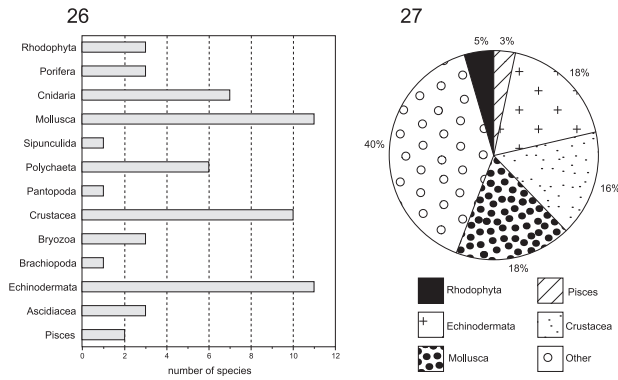 26
Rhodophyta
Porifera
Cnidaria
Mollusca
Sipunculida
Polychaeta
Pantopoda
Crustacea
Bryozoa
Brachiopoda
Echinodermata
Ascidiacea
Pisces
0 2 4 6 8 10 12
number of species
27
5% 3%
18%
40%
16%
18%
Rhodophyta Pisces
Echinodermata Crustacea
Mollusca Other